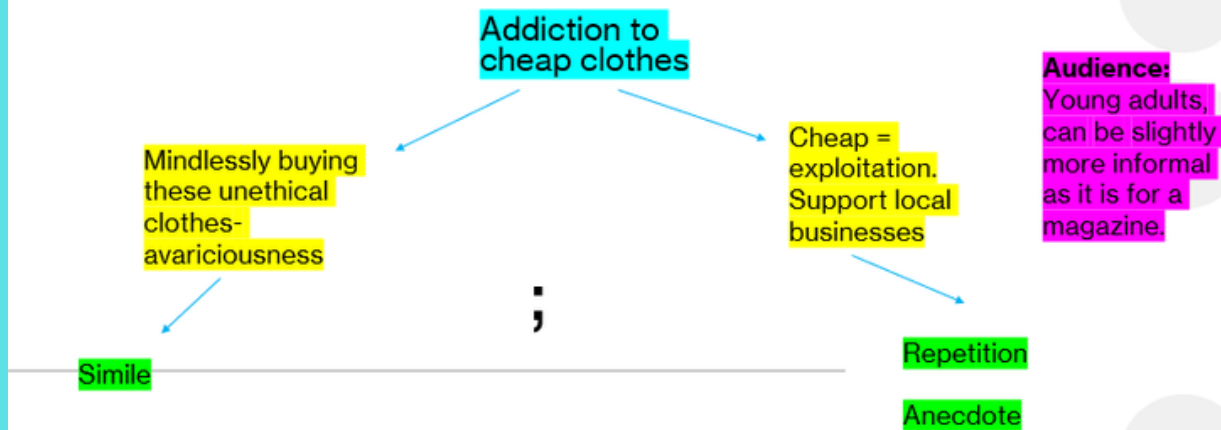 Addiction to
cheap clothes
Audience:
Young adults,
can be slightly
more informal
as it is for a
magazine.
Mindlessly buying
these unethical
clothes-
avariciousness
Cheap =
exploitation.
Support local
businesses
;
Simile
Repetition
Anecdote